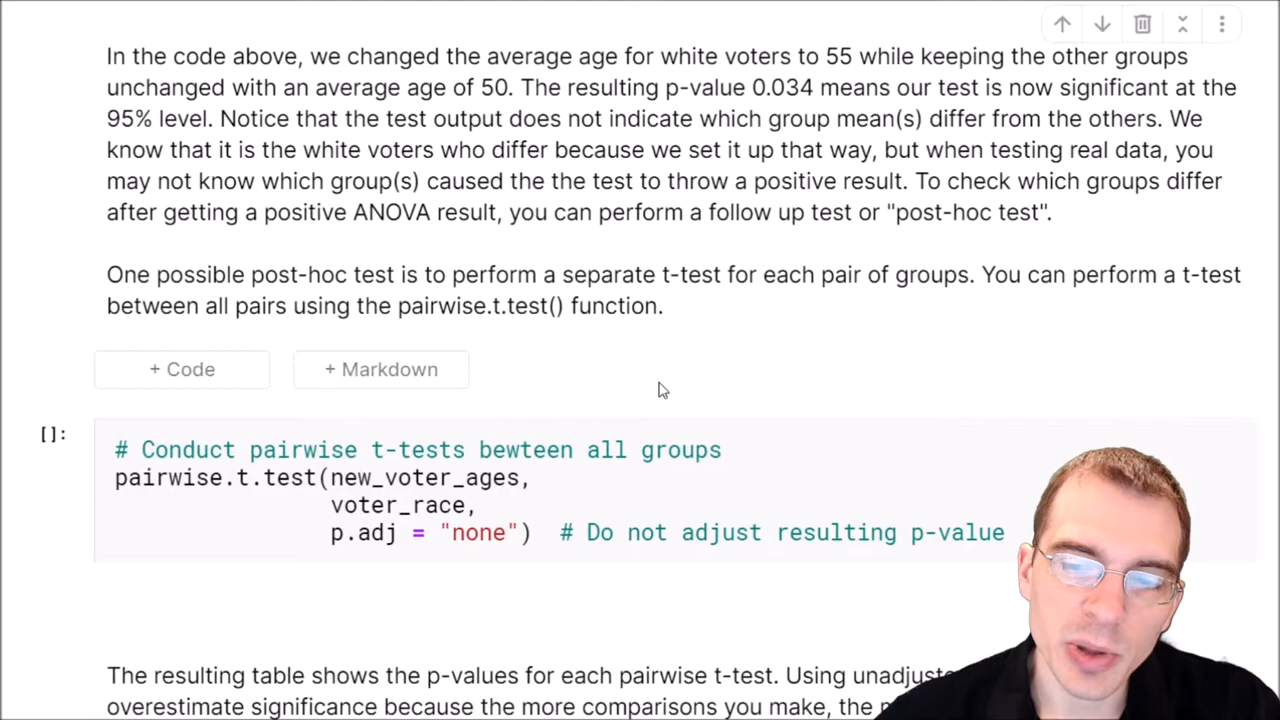 In the code above, we changed the average age for white voters to 55 while keeping the other groups
unchanged with an average age of 50. The resulting p-value 0.034 means our test is now significant at the
95% level. Notice that the test output does not indicate which group mean(s) differ from the others. We
know that it is the white voters who differ because we set it up that way, but when testing real data, you
may not know which group(s) caused the the test to throw a positive result. To check which groups differ
after getting a positive ANOVA result, you can perform a follow up test or "post-hoc test".
One possible post-hoc test is to perform a separate t-test for each pair of groups. You can perform a t-test
between all pairs using the pairwise.t.test() function.
+ Code + Markdown
[]:
# Conduct pairwise t-tests bewteen all groups
pairwise.t.test(new_voter_ages,
voter_race,
p.adj = "none") # Do not adjust resulting p-value
The resulting table shows the p-values for each pairwise t-test. Using
overestimate significance because the more comparisons you make, the